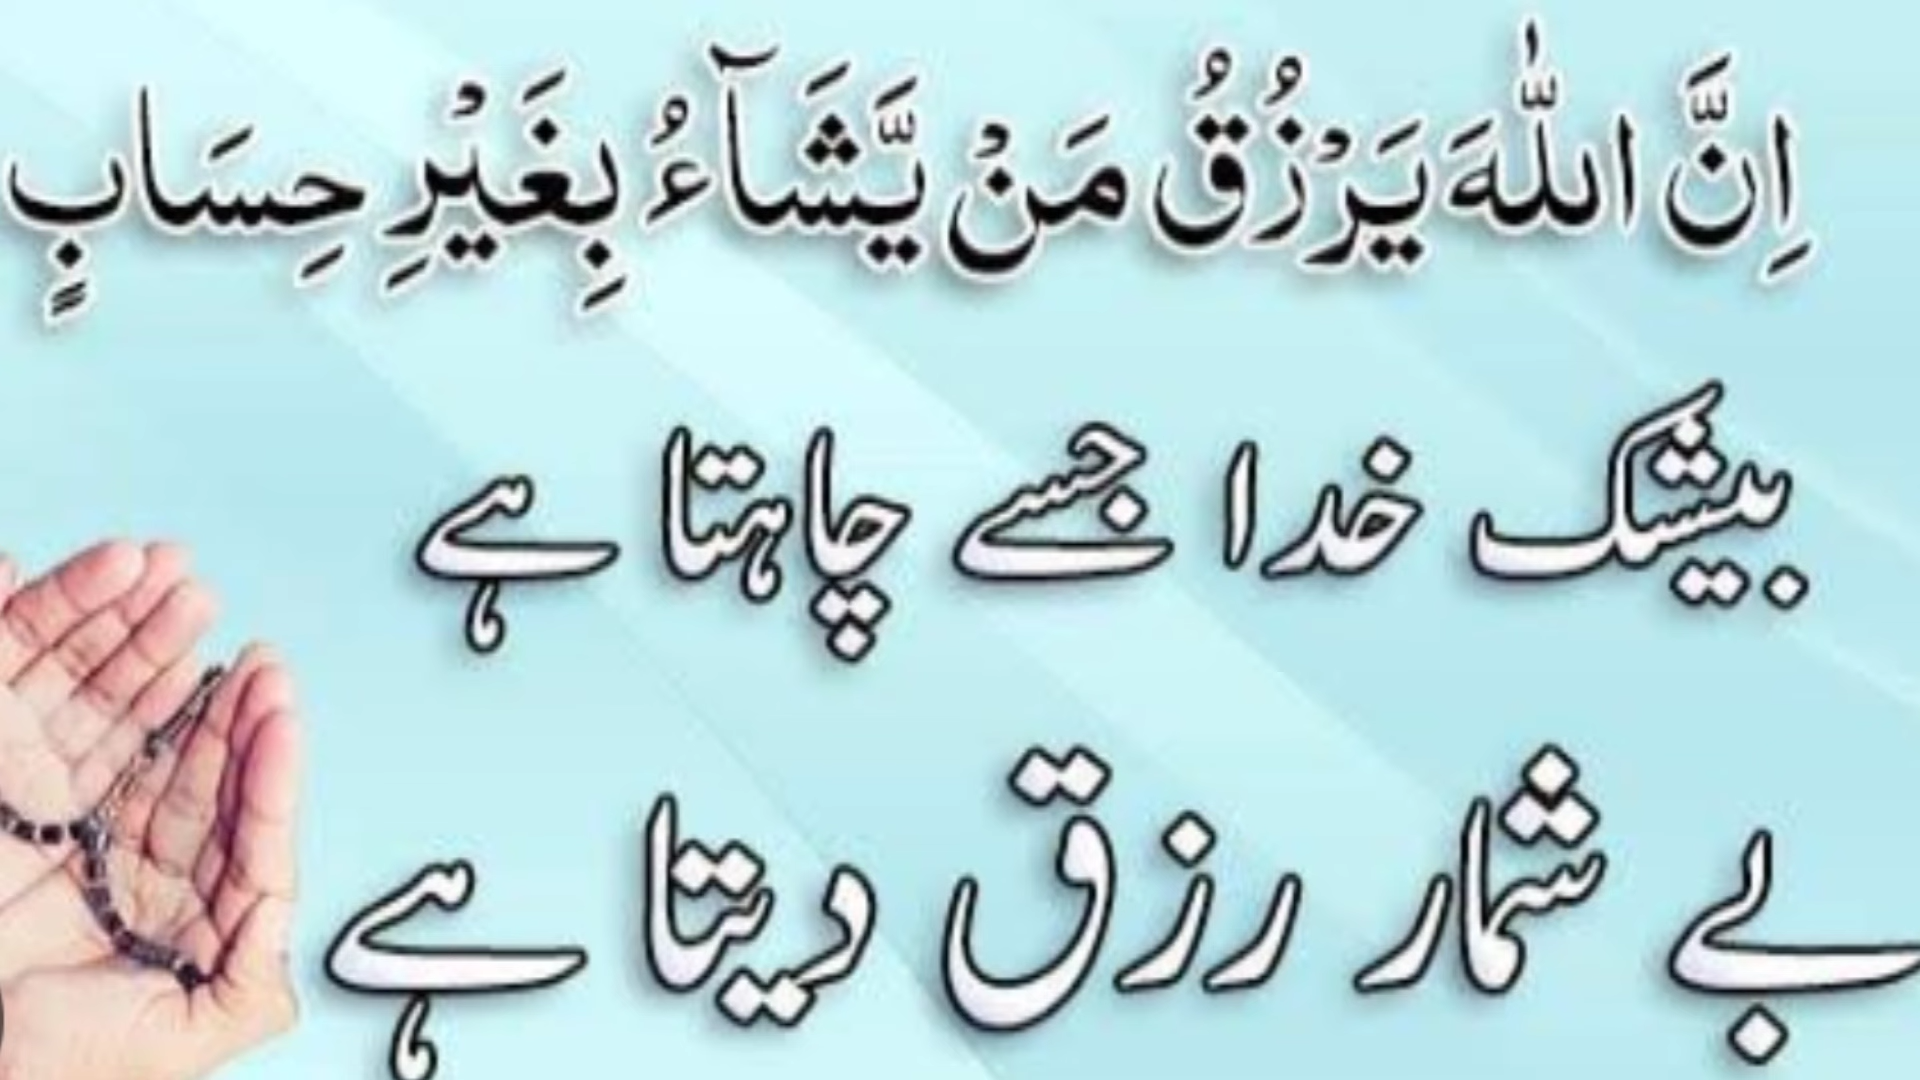 اِنَّ اللّٰهَ يَرْزُقُ مَنْ يَّشَآءُ بِغَيْرِ حِسَابٍ
بیشک خدا جسے چاہتا ہے
بے شمار رزق دیتا ہے